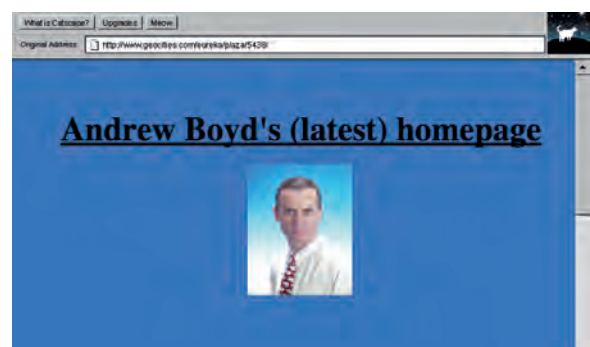 What is Catscape? Upgrades Meow
Original Address: http://www.geocities.com/eureka/plaza/5438/
Andrew Boyd's (latest) homepage